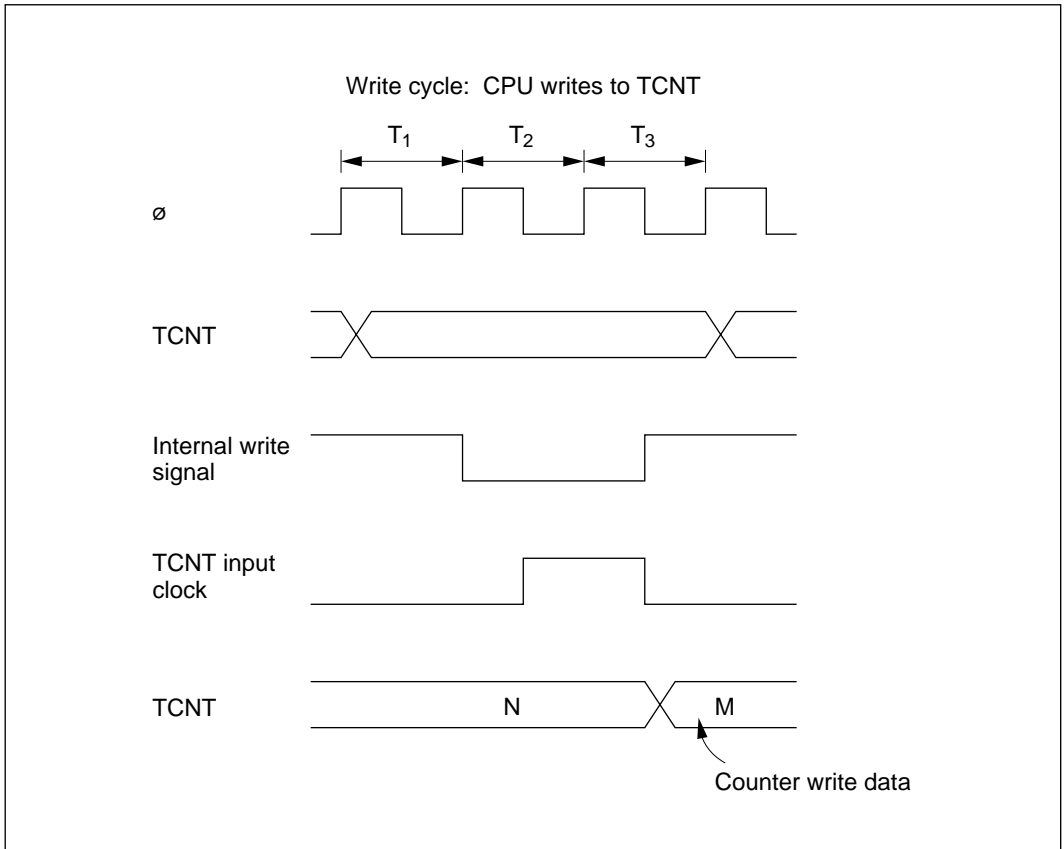 Write cycle: CPU writes to TCNT
T1 T2 T3
ø
TCNT
Internal write
signal
TCNT input
clock
TCNT N M
Counter write data